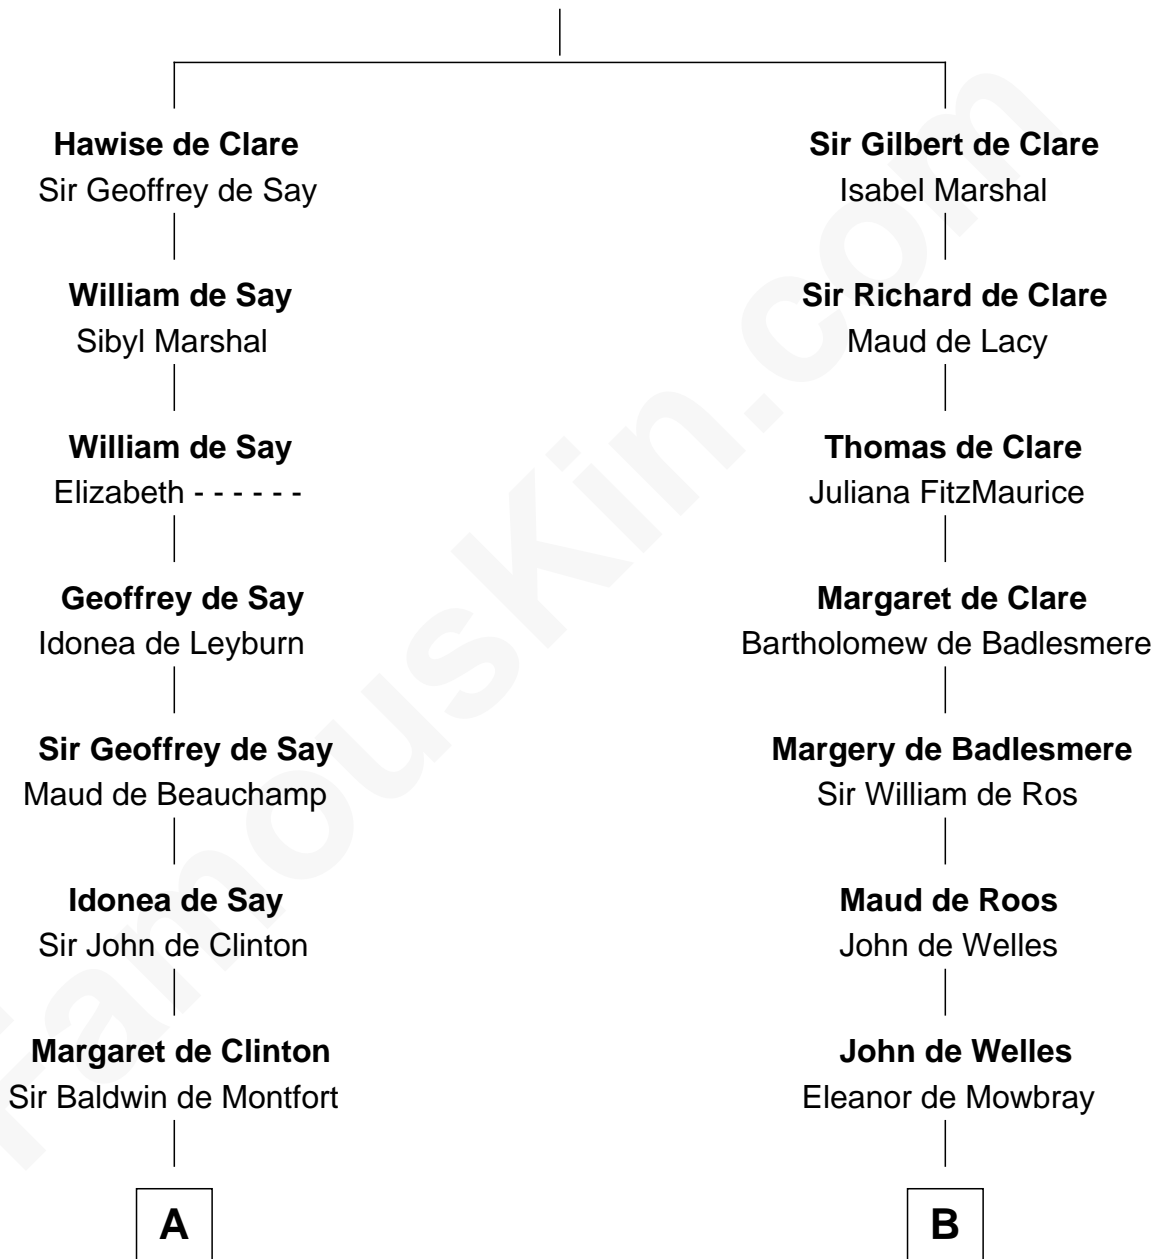 Hawise de Clare
Sir Geoffrey de Say
William de Say
Sibyl Marshal
William de Say
Elizabeth - - - - - -
Geoffrey de Say
Idonea de Leyburn
Sir Geoffrey de Say
Maud de Beauchamp
Idonea de Say
Sir John de Clinton
Margaret de Clinton
Sir Baldwin de Montfort
A
Sir Gilbert de Clare
Isabel Marshal
Sir Richard de Clare
Maud de Lacy
Thomas de Clare
Juliana FitzMaurice
Margaret de Clare
Bartholomew de Badlesmere
Margery de Badlesmere
Sir William de Ros
Maud de Roos
John de Welles
John de Welles
Eleanor de Mowbray
B
FamousKin.com